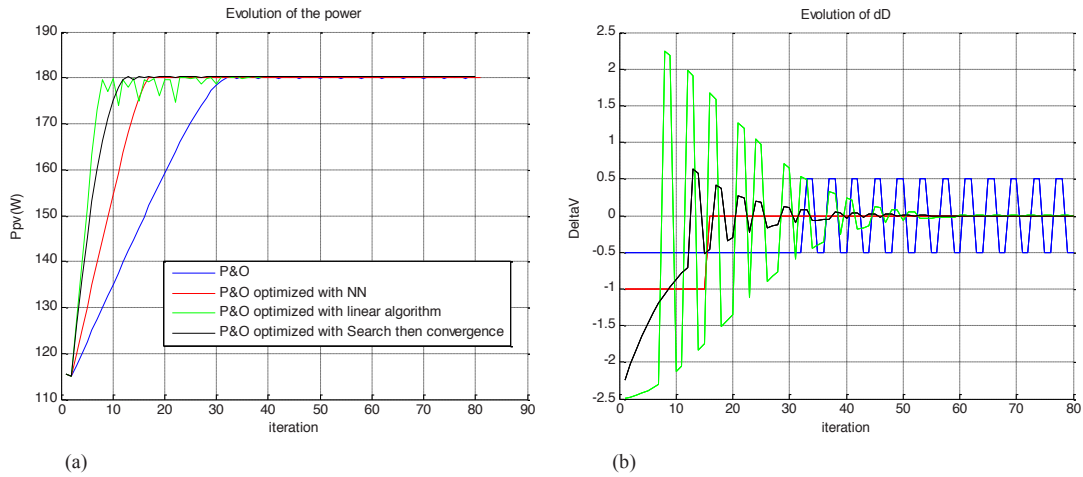 Evolution of the power
190
180
170
160
150
140
130
120
110
Ppv(W)
P&O
P&O optimized with NN
P&O optimized with linear algorithm
P&O optimized with Search then convergence
0 10 20 30 40 50 60 70 80 90
iteration
(a)
Evolution of dD
2.5
2
1.5
1
0.5
0
-0.5
-1
-1.5
-2
-2.5
DeltaV
0 10 20 30 40 50 60 70 80
iteration
(b)